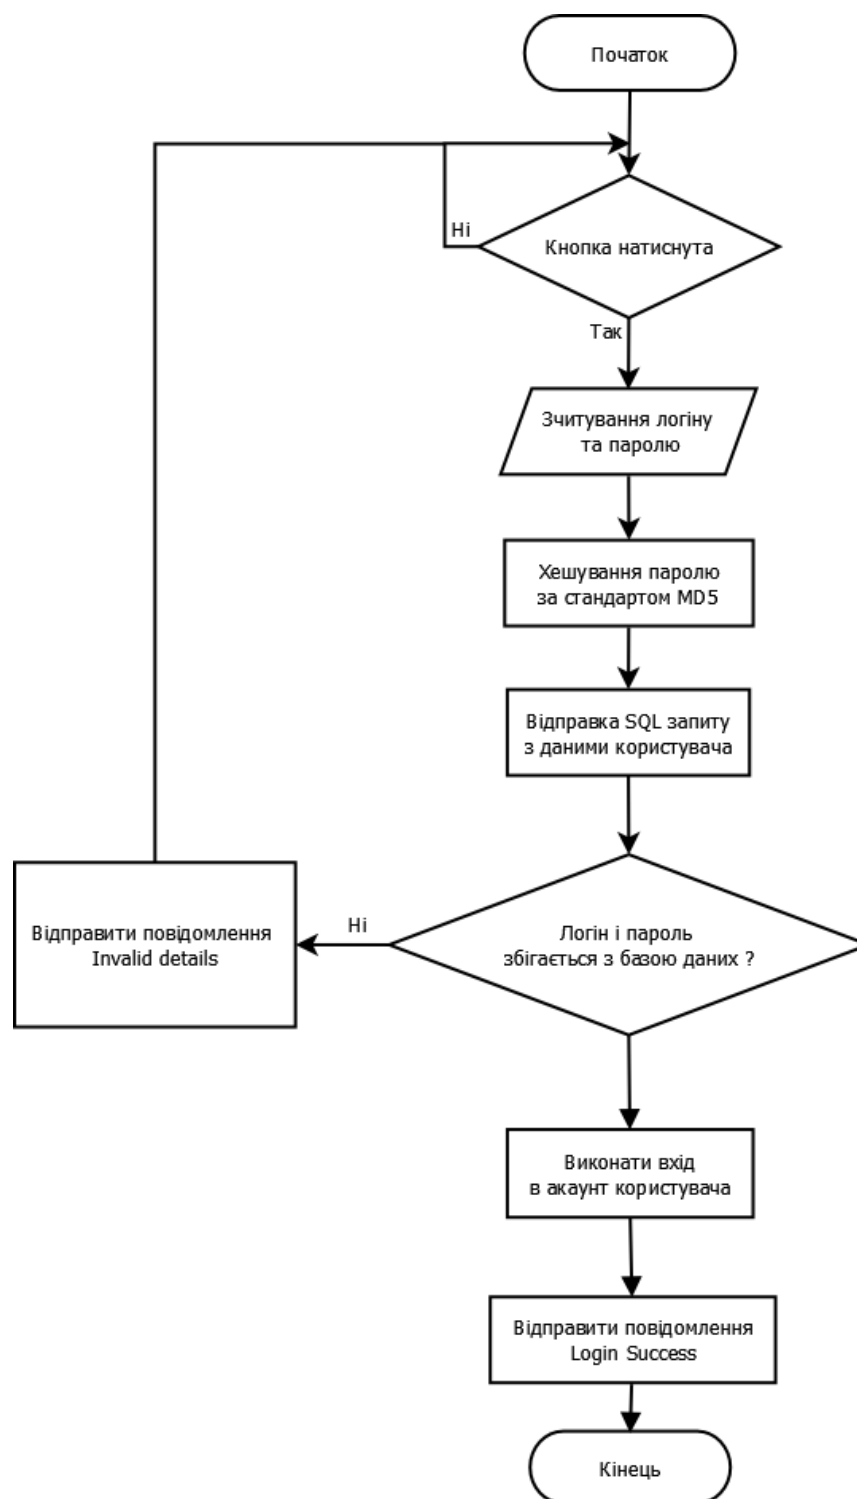 Початок
Ні
Кнопка натиснута
Так
Зчитування логіну
та паролю
Хешування паролю
за стандартом MD5
Відправка SQL запиту
з даними користувача
Відправити повідомлення
Invalid details
Ні
Логін і пароль
збігається з базою даних ?
Виконати вхід
в акаунт користувача
Відправити повідомлення
Login Success
Кінець